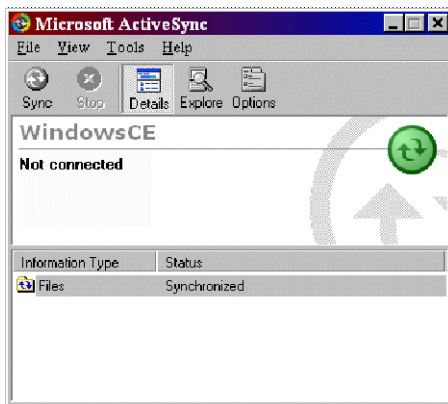 Microsoft ActiveSync
File View Tools Help
Sync Stop Details Explore Options
WindowsCE
Not connected
Information Type Status
Files Synchronized